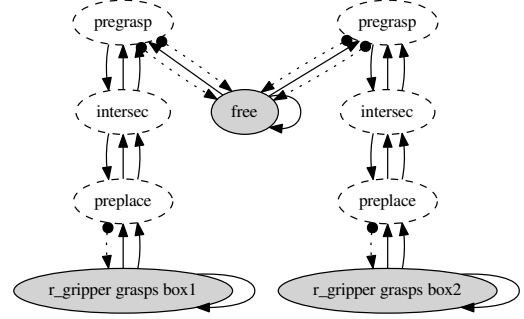 pregrasp
pregrasp
intersec
free
intersec
preplace
preplace
r_gripper grasps box1
r_gripper grasps box2